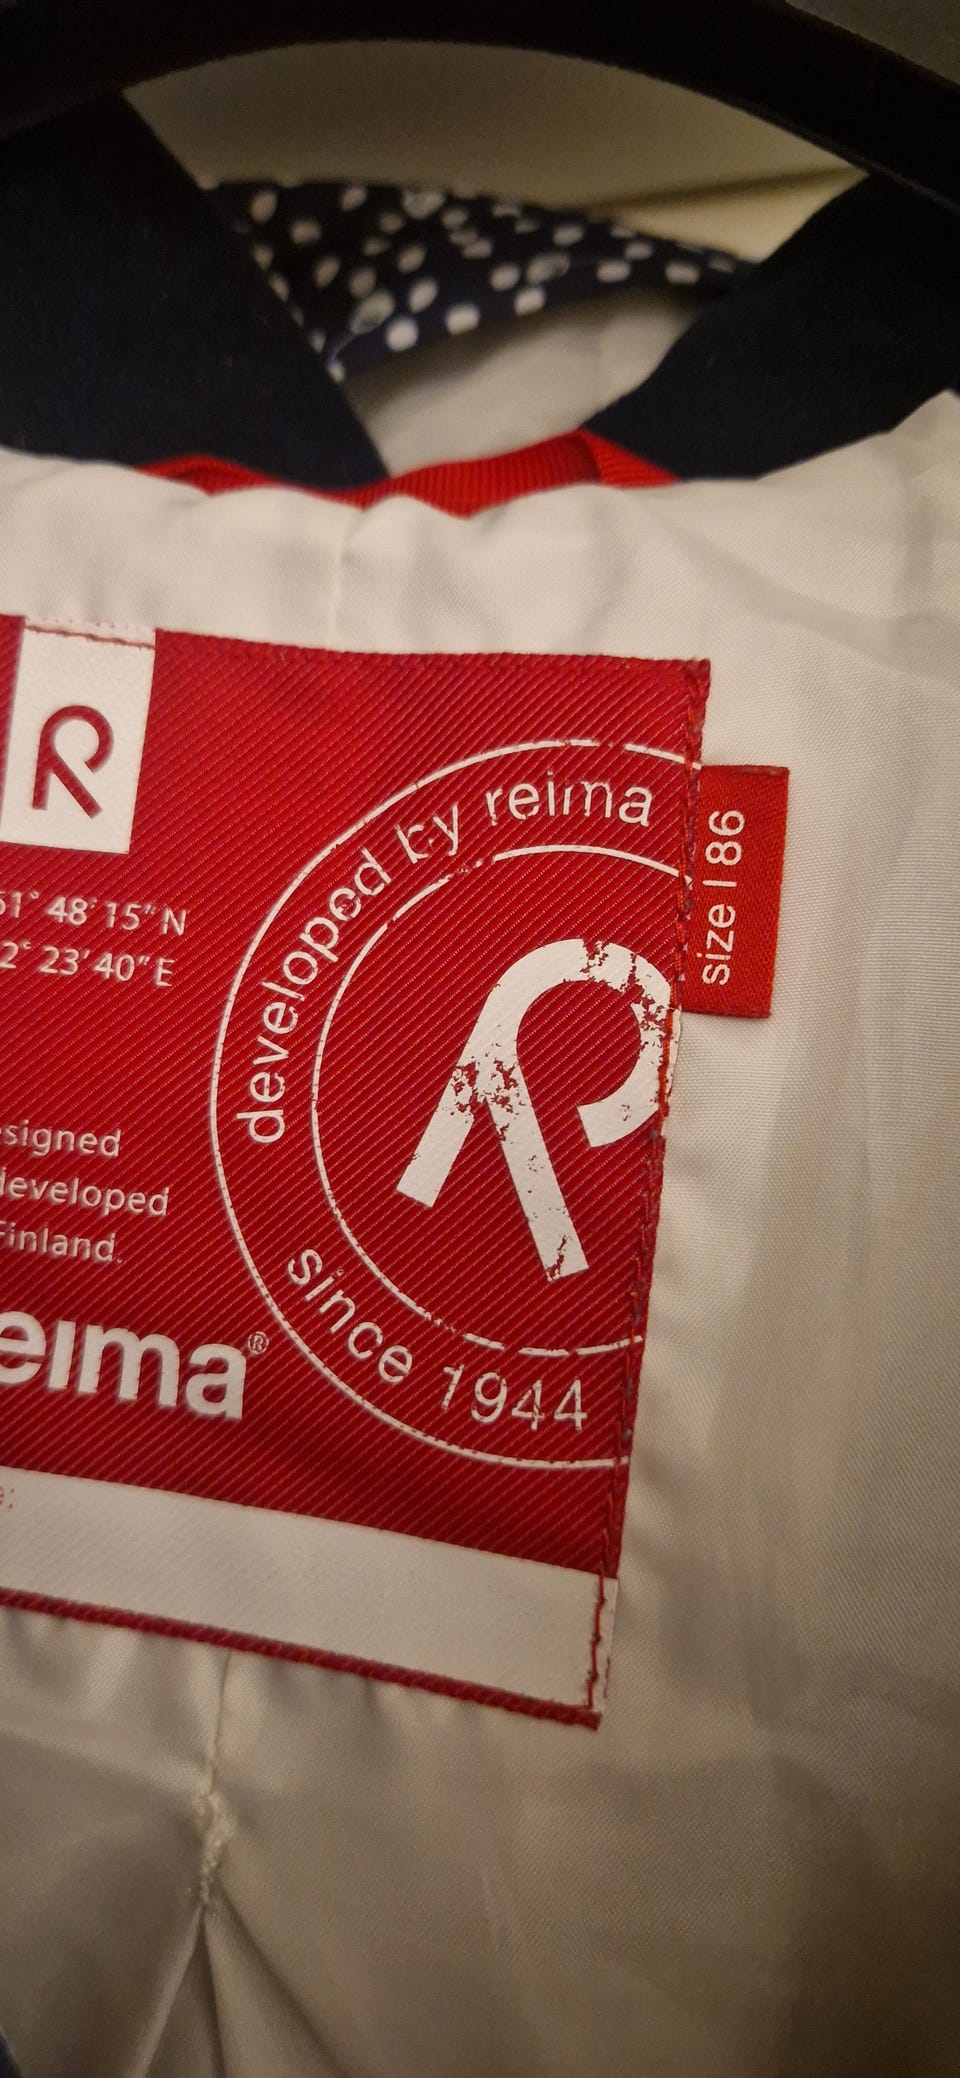 51° 48' 15" N
2° 23' 40" E
signed
developed
Finland.
eima®
e:
developed by reima
R
since 1944
size | 86